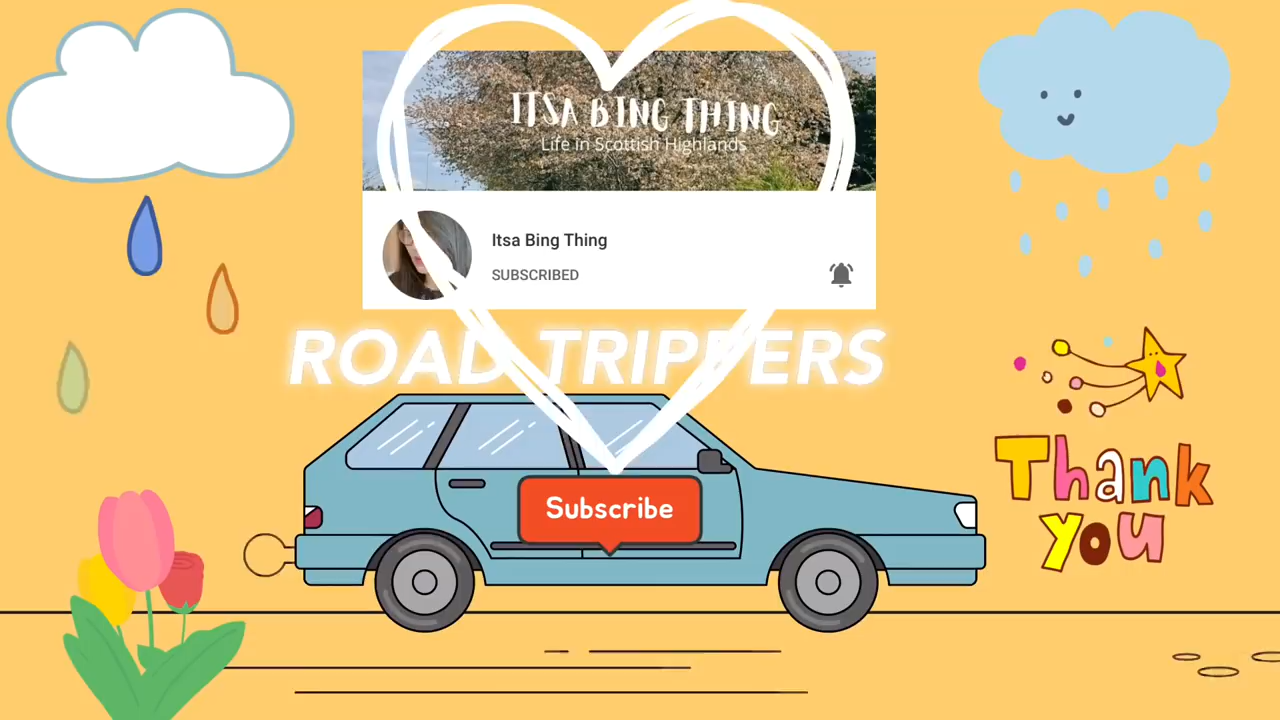 ITSA BING THING
Life in Scottish Highlands
Itsa Bing Thing
SUBSCRIBED
ROAD TRIPPERS
Subscribe
Thank
you